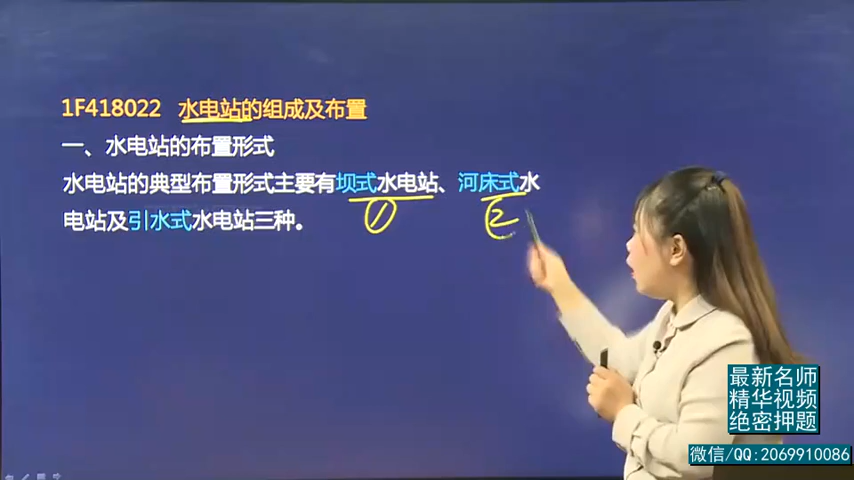 1F418022 水电站的组成及布置
一、水电站的布置形式
水电站的典型布置形式主要有坝式水电站、河床式水
电站及引水式水电站三种。
①
②
最新名师
精华视频
绝密押题
微信/QQ:2069910086